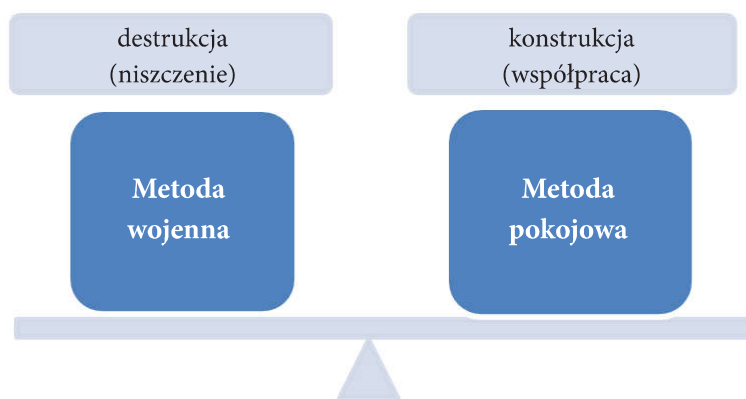 destrukcja
(niszczenie)
konstrukcja
(współpraca)
Metoda
wojenna
Metoda
pokojowa